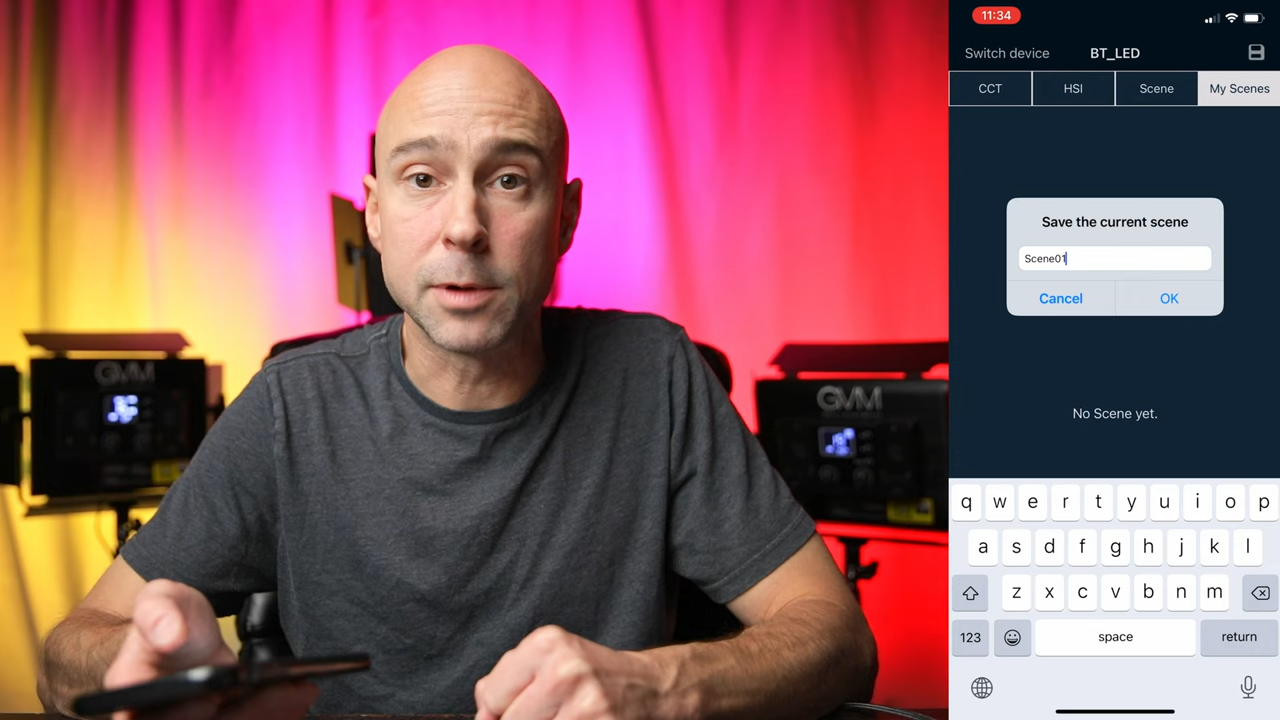 11:34
Switch device BT_LED
CCT HSI Scene My Scenes
Save the current scene
Scene01
Cancel OK
No Scene yet.
q w e r t y u i o p
a s d f g h j k l
z x c v b n m
123 space return
GVM
GVM